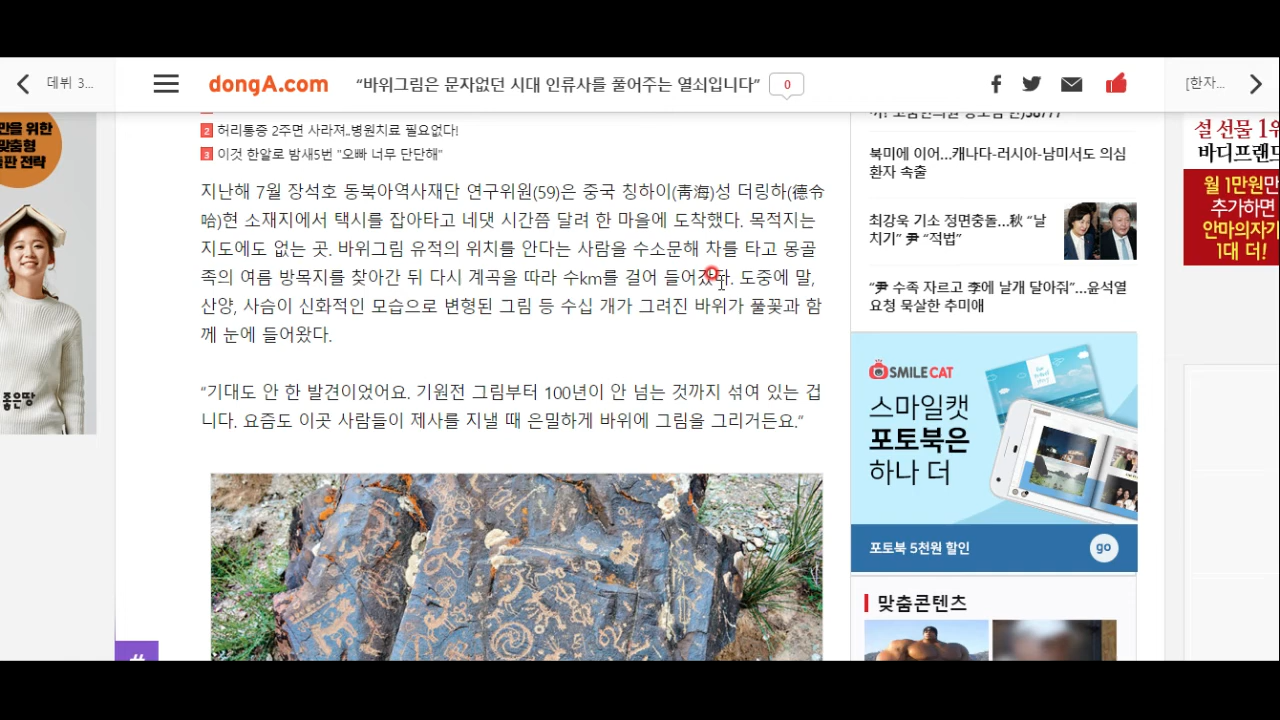 데뷔 3...
dongA.com
“바위그림은 문자없던 시대 인류사를 풀어주는 열쇠입니다”
0
[한자...
2 허리통증 2주면 사라져..병원치료 필요없다!
3 이것 한알로 밤새5번 "오빠 너무 단단해"
지난해 7월 장석호 동북아역사재단 연구위원(59)은 중국 칭하이(靑海)성 더링하(德令
哈)현 소재지에서 택시를 잡아타고 네댓 시간쯤 달려 한 마을에 도착했다. 목적지는
지도에도 없는 곳. 바위그림 유적의 위치를 안다는 사람을 수소문해 차를 타고 몽골
족의 여름 방목지를 찾아간 뒤 다시 계곡을 따라 수km를 걸어 들어갔다. 도중에 말,
산양, 사슴이 신화적인 모습으로 변형된 그림 등 수십 개가 그려진 바위가 풀꽃과 함
께 눈에 들어왔다.
“기대도 안 한 발견이었어요. 기원전 그림부터 100년이 안 넘는 것까지 섞여 있는 겁
니다. 요즘도 이곳 사람들이 제사를 지낼 때 은밀하게 바위에 그림을 그리거든요.”
#
북미에 이어...캐나다-러시아-남미서도 의심
환자 속출
최강욱 기소 정면충돌...秋 “날
치기” 尹 “적법”
“尹 수족 자르고 李에 날개 달아줘”...윤석열
요청 묵살한 추미애
SMILECAT
스마일캣
포토북은
하나 더
포토북 5천원 할인
go
맞춤콘텐츠
만을 위한
맞춤형
출판 전략
좋은땅
설 선물 1위
바디프랜드
월 1만원만
추가하면
안마의자가
1대 더!